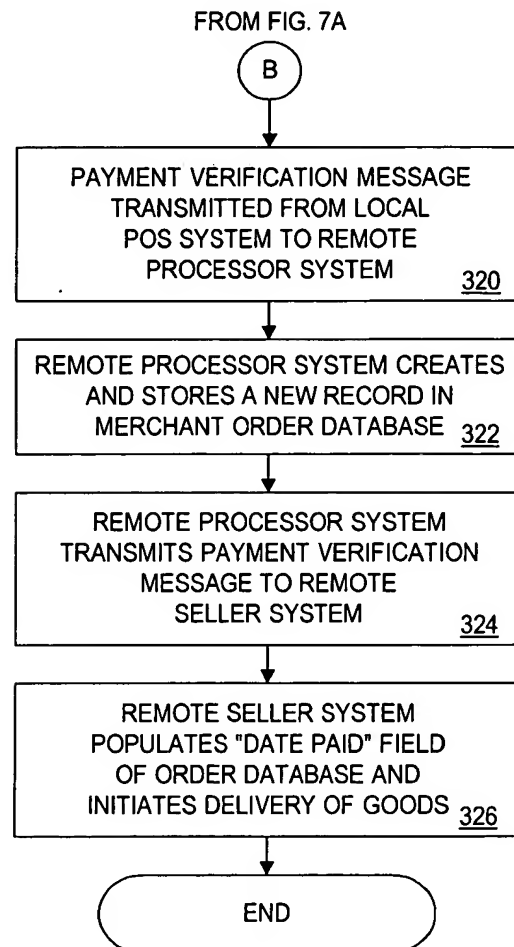 FROM FIG. 7A
B
PAYMENT VERIFICATION MESSAGE
TRANSMITTED FROM LOCAL
POS SYSTEM TO REMOTE
PROCESSOR SYSTEM
320
REMOTE PROCESSOR SYSTEM CREATES
AND STORES A NEW RECORD IN
MERCHANT ORDER DATABASE
322
REMOTE PROCESSOR SYSTEM
TRANSMITS PAYMENT VERIFICATION
MESSAGE TO REMOTE
SELLER SYSTEM
324
REMOTE SELLER SYSTEM
POPULATES "DATE PAID" FIELD
OF ORDER DATABASE AND
INITIATES DELIVERY OF GOODS
326
END